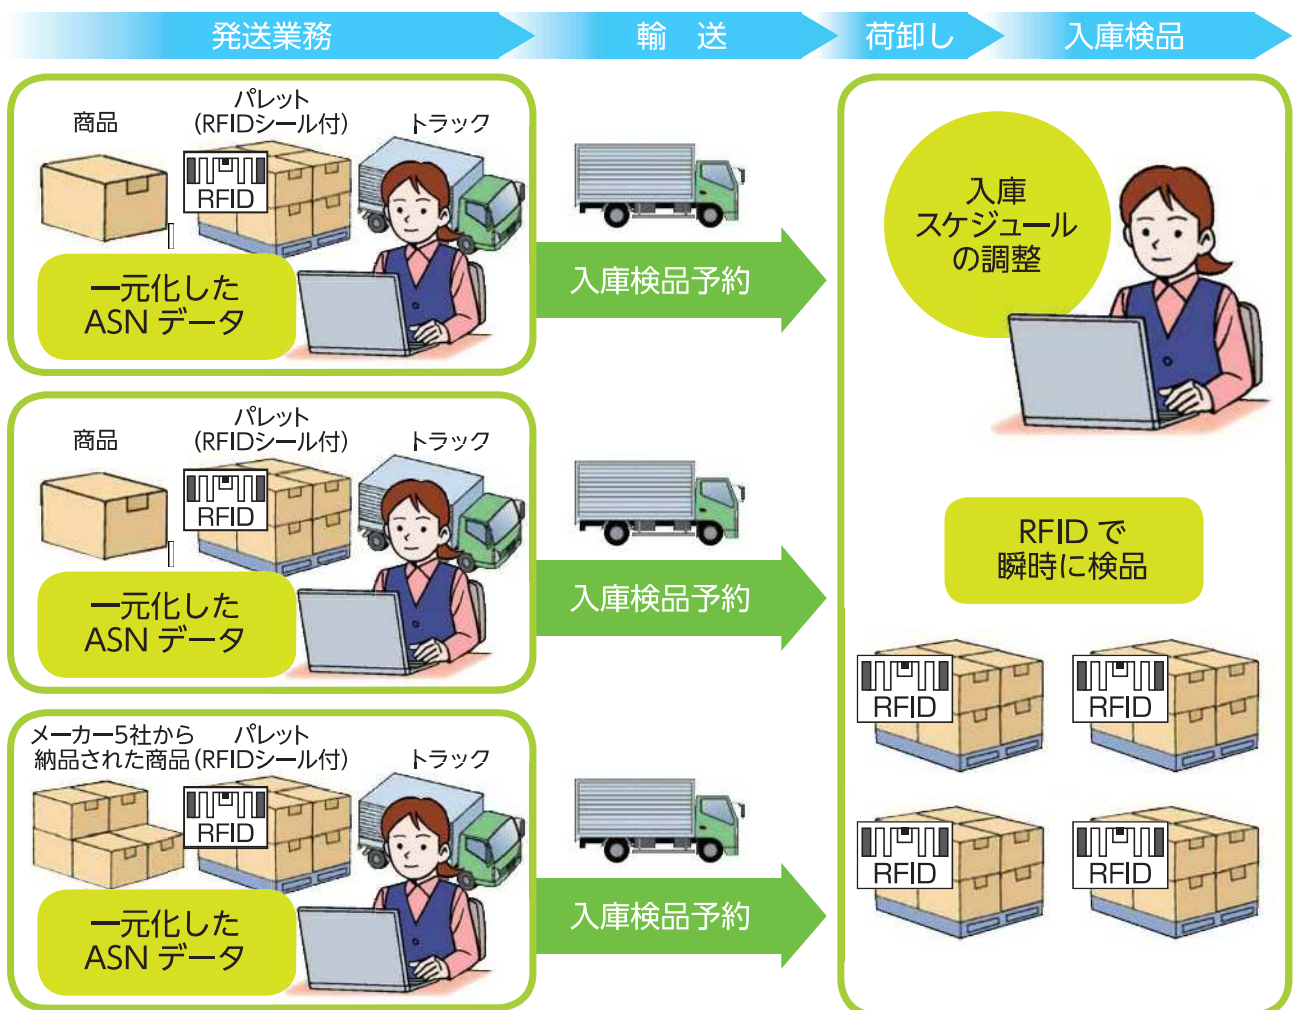 発送業務
輸　送
荷卸し
入庫検品
商品
パレット
(RFIDシール付)
トラック
RFID
一元化した
ASN データ
入庫検品予約
商品
パレット
(RFIDシール付)
トラック
RFID
一元化した
ASN データ
入庫検品予約
メーカー5社から
納品された商品
パレット
(RFIDシール付)
トラック
RFID
一元化した
ASN データ
入庫検品予約
入庫
スケジュール
の調整
RFID で
瞬時に検品
RFID
RFID
RFID
RFID